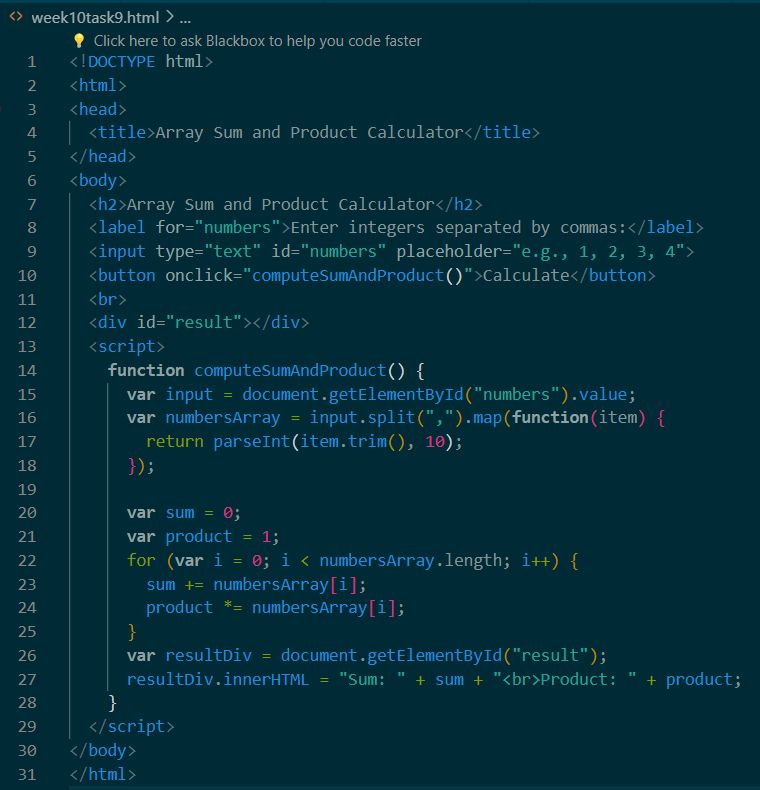 <> week10task9.html > ...
💡 Click here to ask Blackbox to help you code faster
1 <!DOCTYPE html>
2 <html>
3 <head>
4   <title>Array Sum and Product Calculator</title>
5 </head>
6 <body>
7   <h2>Array Sum and Product Calculator</h2>
8   <label for="numbers">Enter integers separated by commas:</label>
9   <input type="text" id="numbers" placeholder="e.g., 1, 2, 3, 4">
10   <button onclick="computeSumAndProduct()">Calculate</button>
11   <br>
12   <div id="result"></div>
13   <script>
14     function computeSumAndProduct() {
15       var input = document.getElementById("numbers").value;
16       var numbersArray = input.split(",").map(function(item) {
17         return parseInt(item.trim(), 10);
18       });
19
20       var sum = 0;
21       var product = 1;
22       for (var i = 0; i < numbersArray.length; i++) {
23         sum += numbersArray[i];
24         product *= numbersArray[i];
25       }
26       var resultDiv = document.getElementById("result");
27       resultDiv.innerHTML = "Sum: " + sum + "<br>Product: " + product;
28     }
29   </script>
30 </body>
31 </html>